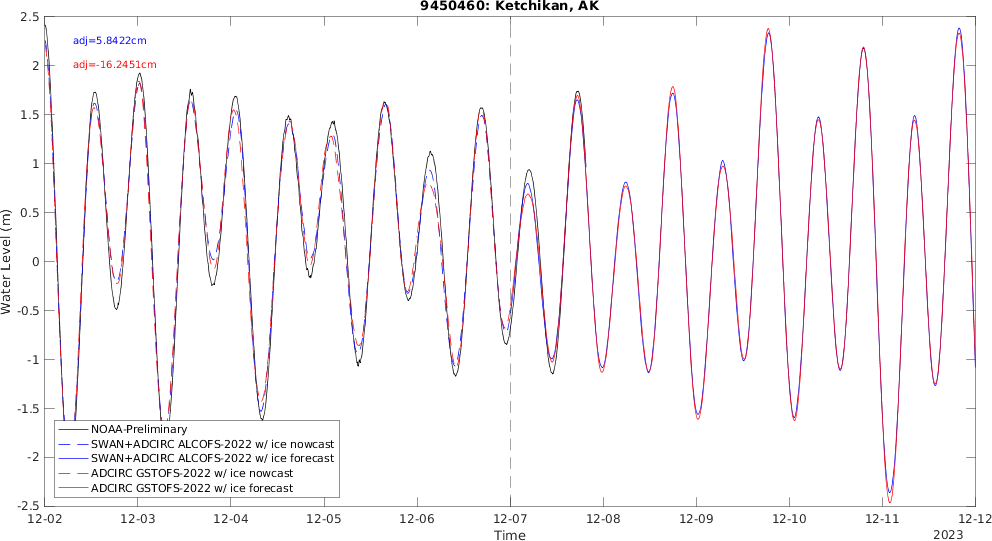 9450460: Ketchikan, AK
adj=5.8422cm
adj=-16.2451cm
Water Level (m)
2.5
2
1.5
1
0.5
0
-0.5
-1
-1.5
-2
-2.5
NOAA-Preliminary
SWAN+ADCIRC ALCOFS-2022 w/ ice nowcast
SWAN+ADCIRC ALCOFS-2022 w/ ice forecast
ADCIRC GSTOFS-2022 w/ ice nowcast
ADCIRC GSTOFS-2022 w/ ice forecast
12-02 12-03 12-04 12-05 12-06 12-07 12-08 12-09 12-10 12-11 12-12
Time
2023